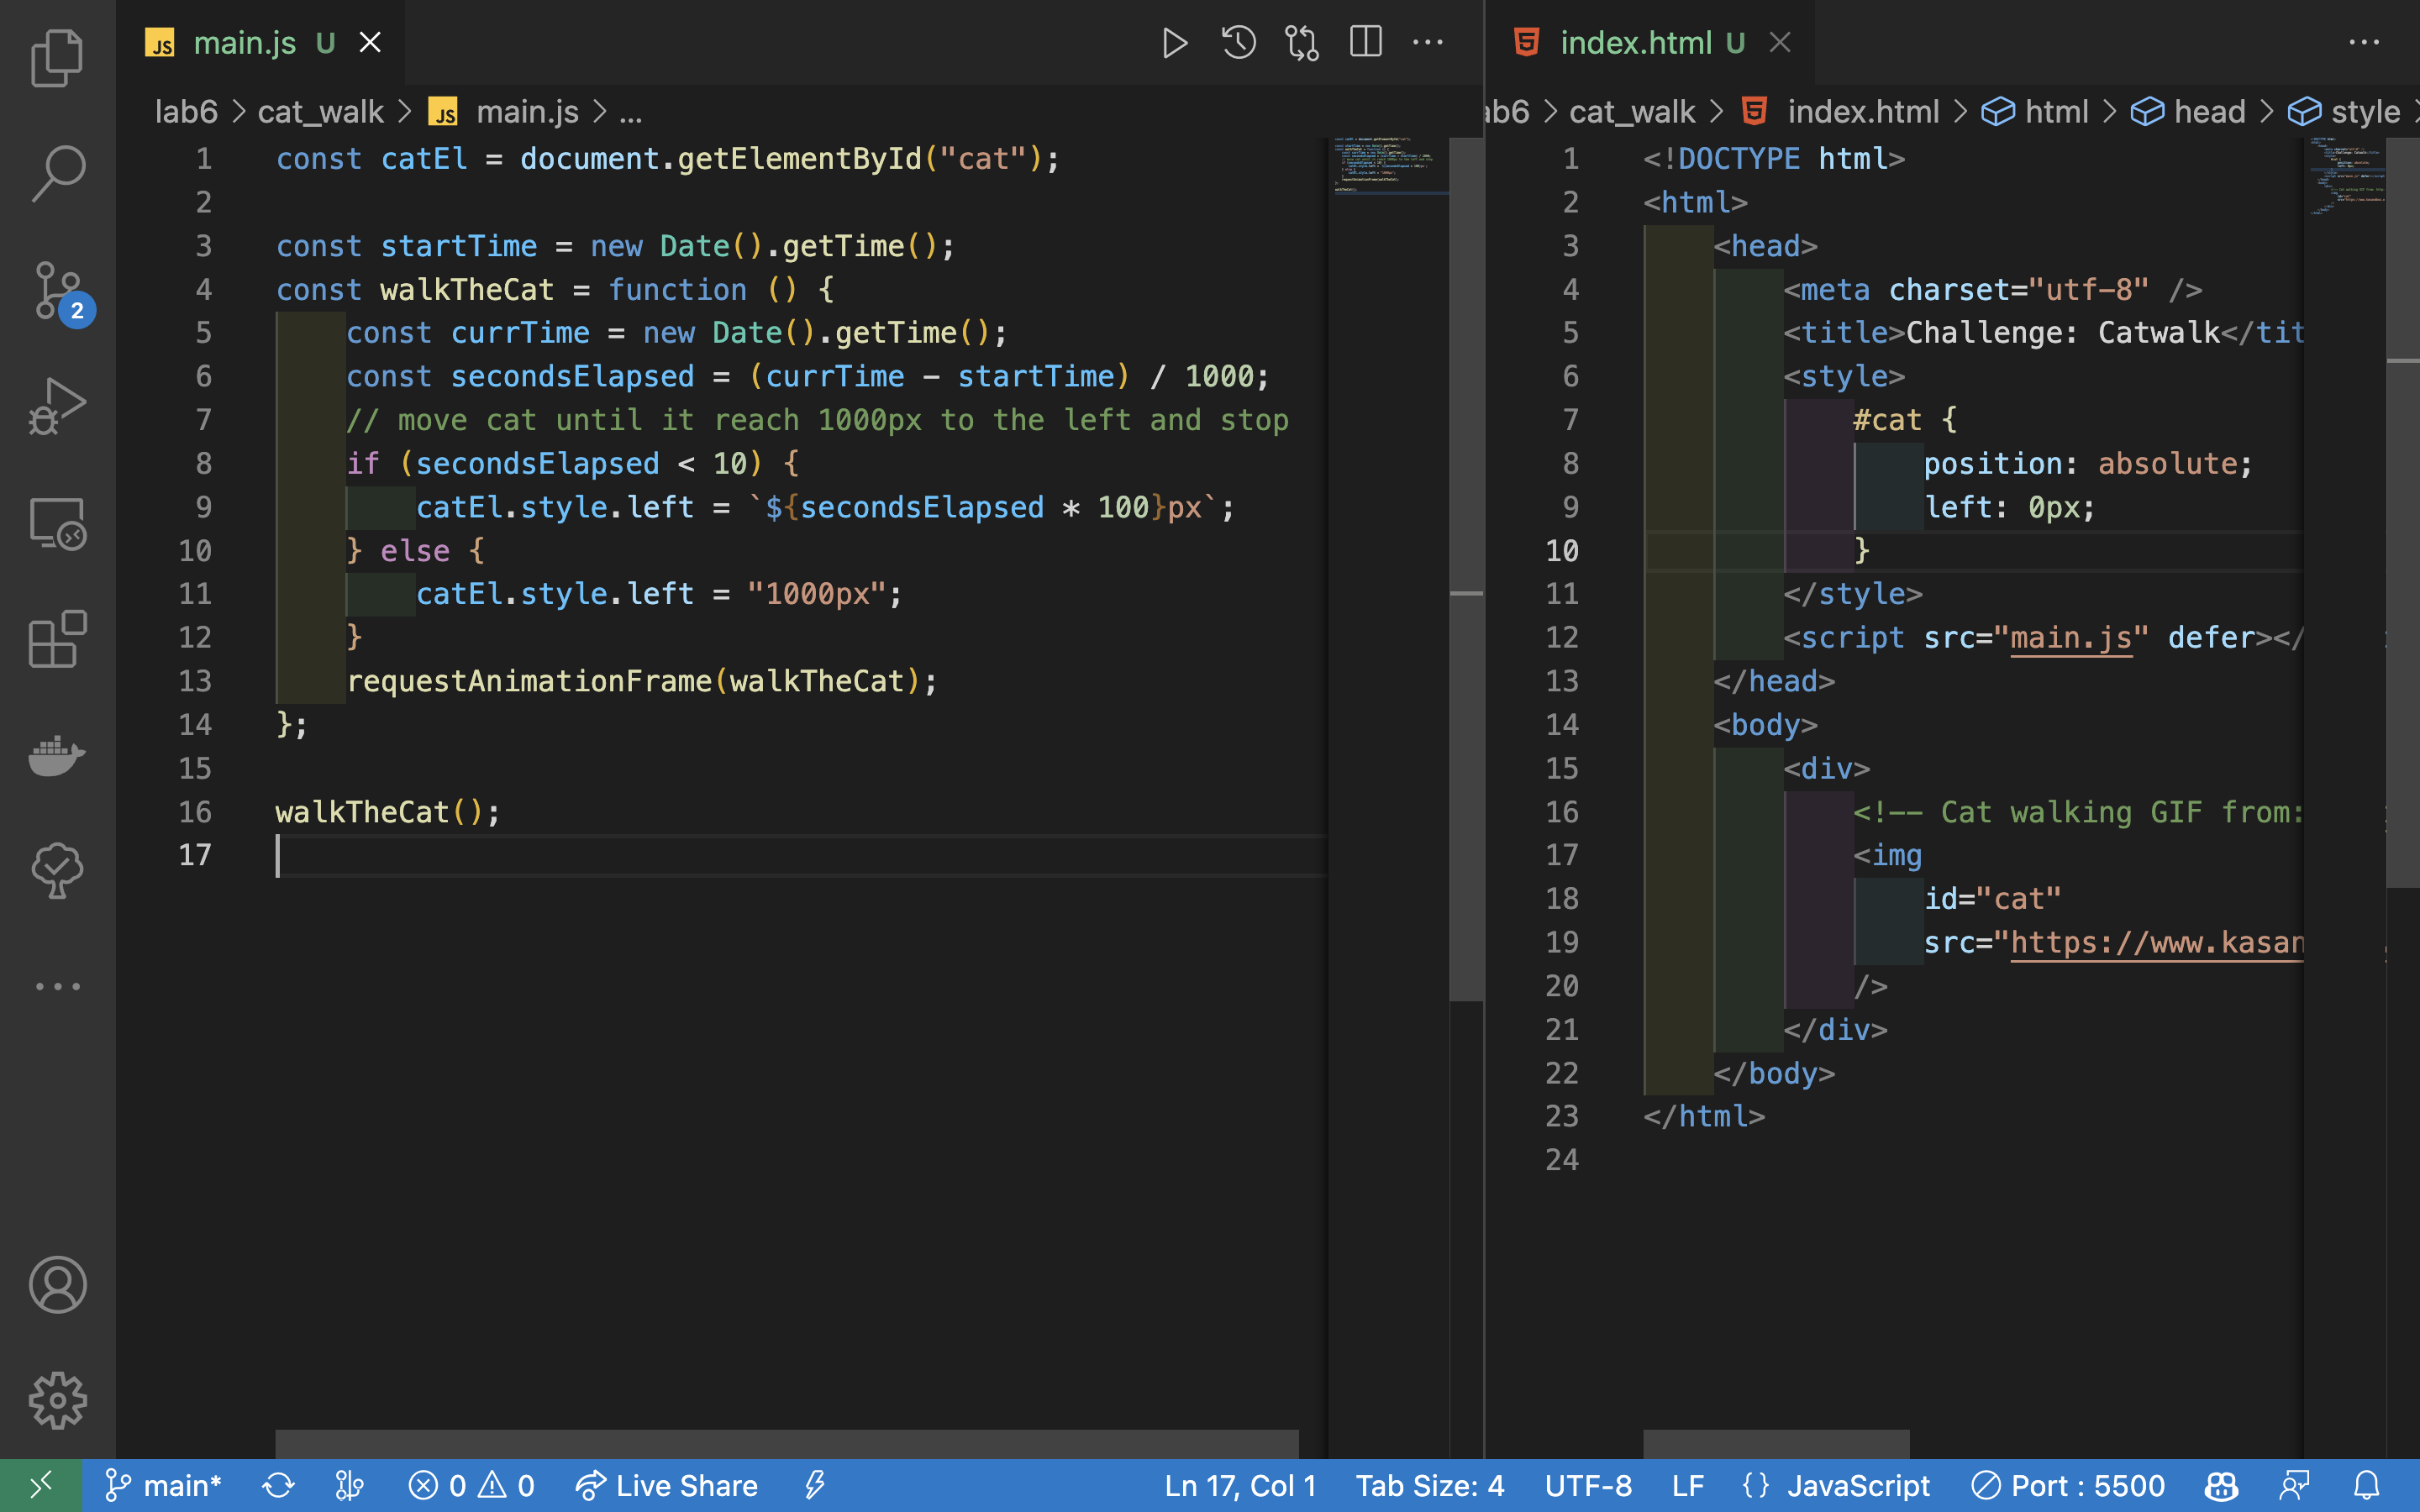 main.js U
lab6 > cat_walk > main.js > ...
1 const catEl = document.getElementById("cat");
2
3 const startTime = new Date().getTime();
4 const walkTheCat = function () {
5 const currTime = new Date().getTime();
6 const secondsElapsed = (currTime - startTime) / 1000;
7 // move cat until it reach 1000px to the left and stop
8 if (secondsElapsed < 10) {
9 catEl.style.left = `${secondsElapsed * 100}px`;
10 } else {
11 catEl.style.left = "1000px";
12 }
13 requestAnimationFrame(walkTheCat);
14 };
15
16 walkTheCat();
17
index.html U
ab6 > cat_walk > index.html > html > head > style >
1 <!DOCTYPE html>
2 <html>
3 <head>
4 <meta charset="utf-8" />
5 <title>Challenge: Catwalk</tit
6 <style>
7 #cat {
8 position: absolute;
9 left: 0px;
10 }
11 </style>
12 <script src="main.js" defer></
13 </head>
14 <body>
15 <div>
16 <!-- Cat walking GIF from:
17 <img
18 id="cat"
19 src="https://www.kasan
20 />
21 </div>
22 </body>
23 </html>
24
2
main* 0 0 Live Share Ln 17, Col 1 Tab Size: 4 UTF-8 LF {} JavaScript Port : 5500